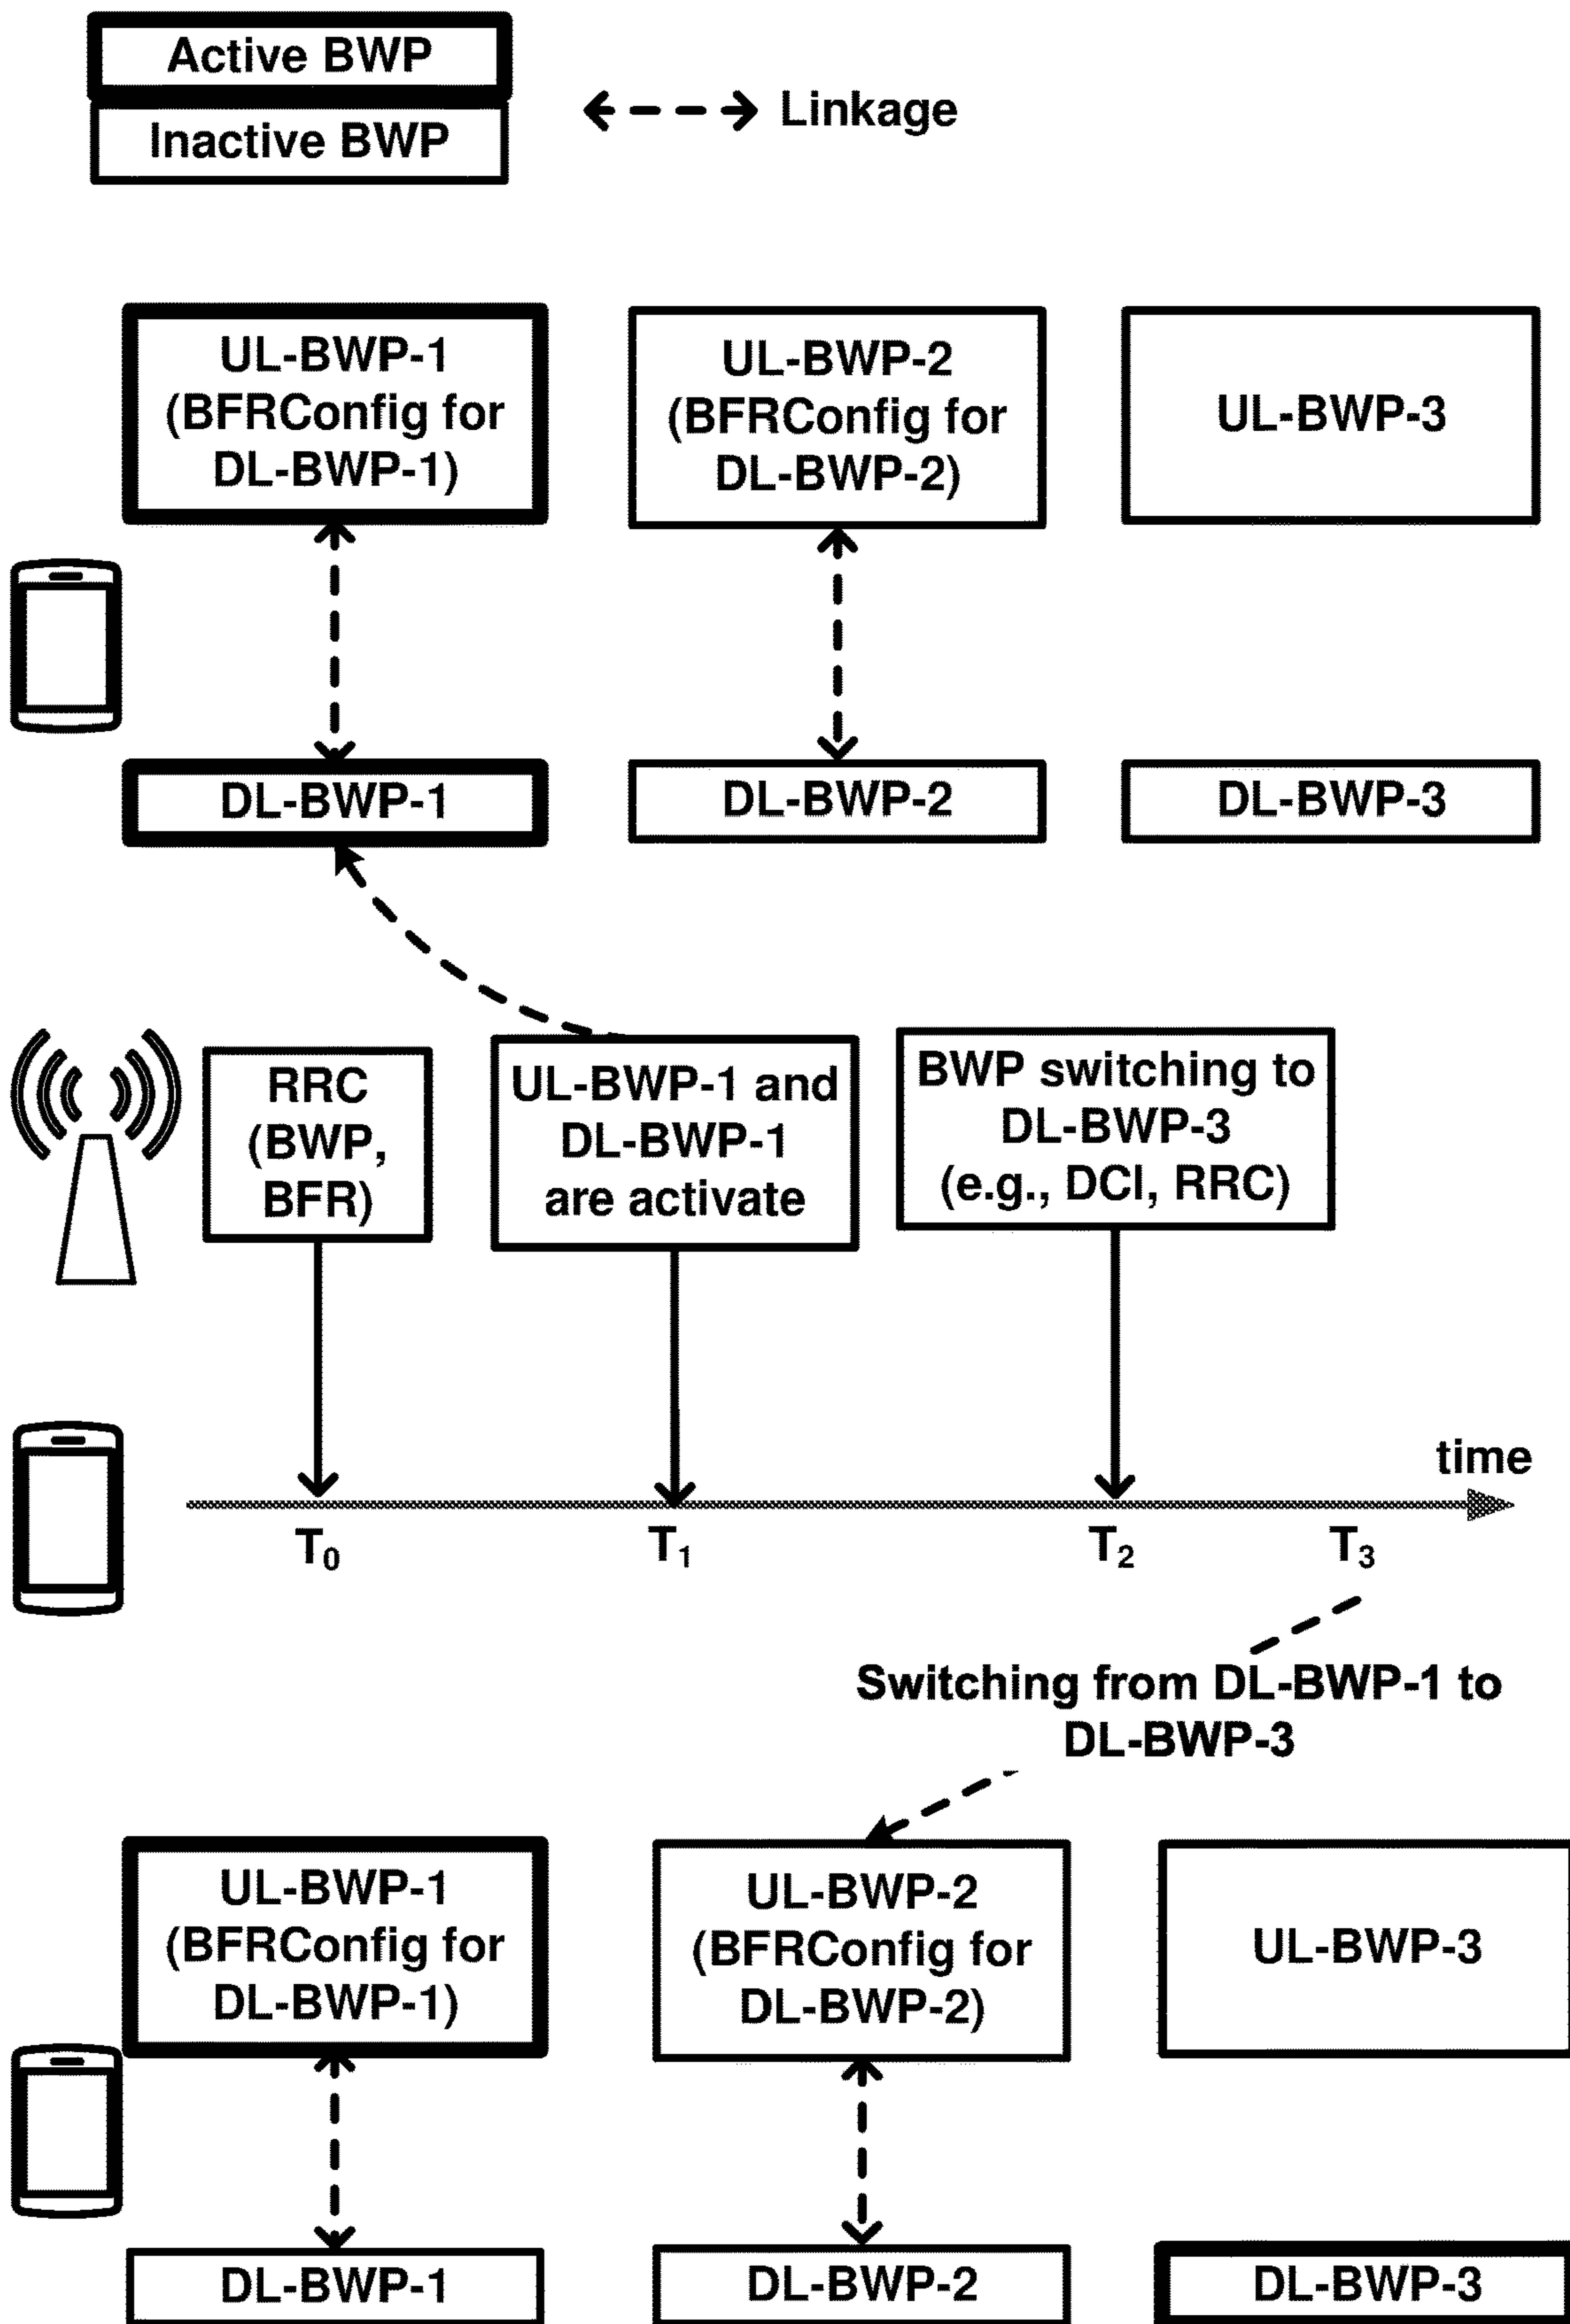 Active BWP
Inactive BWP
Linkage
UL-BWP-1
(BFRConfig for
DL-BWP-1)
UL-BWP-2
(BFRConfig for
DL-BWP-2)
UL-BWP-3
DL-BWP-1
DL-BWP-2
DL-BWP-3
RRC
(BWP,
BFR)
UL-BWP-1 and
DL-BWP-1
are activate
BWP switching to
DL-BWP-3
(e.g., DCI, RRC)
time
T0
T1
T2
T3
Switching from DL-BWP-1 to
DL-BWP-3
UL-BWP-1
(BFRConfig for
DL-BWP-1)
UL-BWP-2
(BFRConfig for
DL-BWP-2)
UL-BWP-3
DL-BWP-1
DL-BWP-2
DL-BWP-3